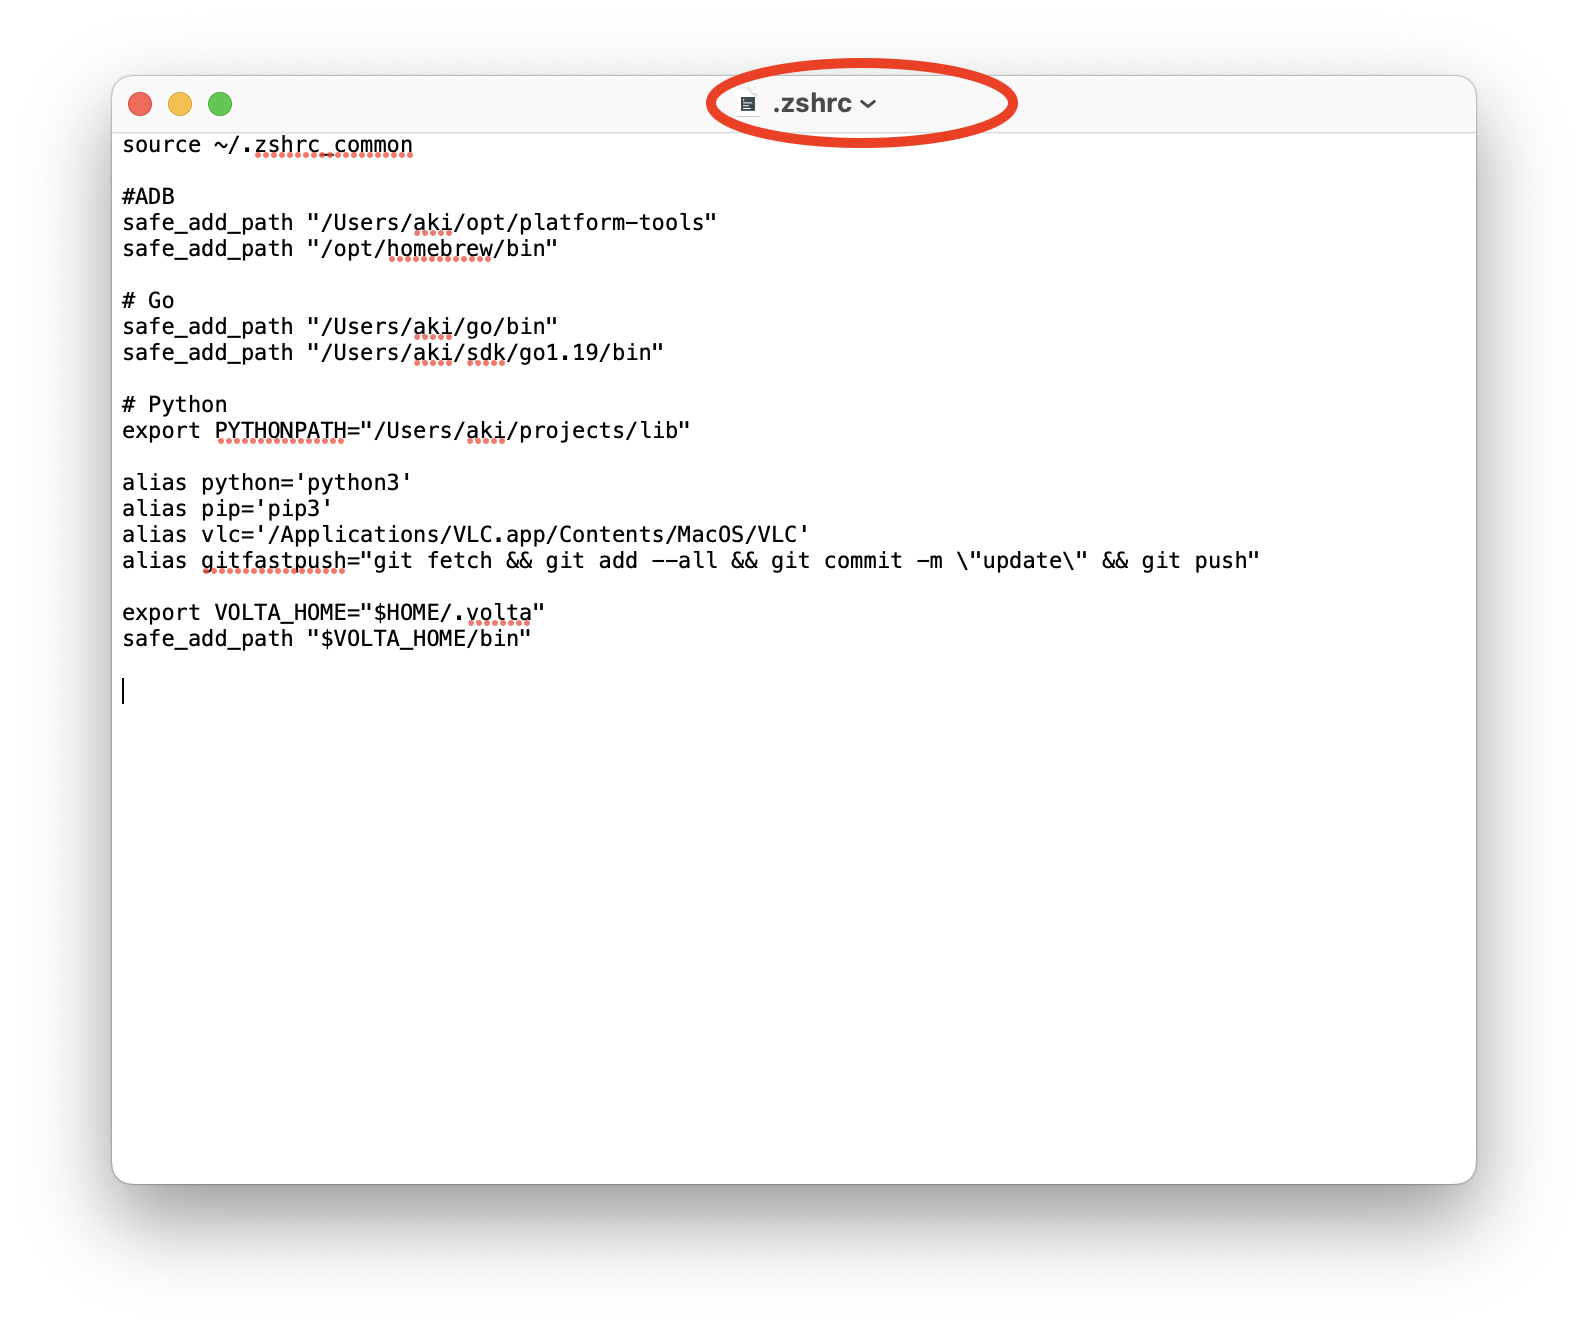 .zshrc
source ~/.zshrc_common
#ADB
safe_add_path "/Users/aki/opt/platform-tools"
safe_add_path "/opt/homebrew/bin"
# Go
safe_add_path "/Users/aki/go/bin"
safe_add_path "/Users/aki/sdk/go1.19/bin"
# Python
export PYTHONPATH="/Users/aki/projects/lib"
alias python='python3'
alias pip='pip3'
alias vlc='/Applications/VLC.app/Contents/MacOS/VLC'
alias gitfastpush="git fetch && git add --all && git commit -m \"update\" && git push"
export VOLTA_HOME="$HOME/.volta"
safe_add_path "$VOLTA_HOME/bin"